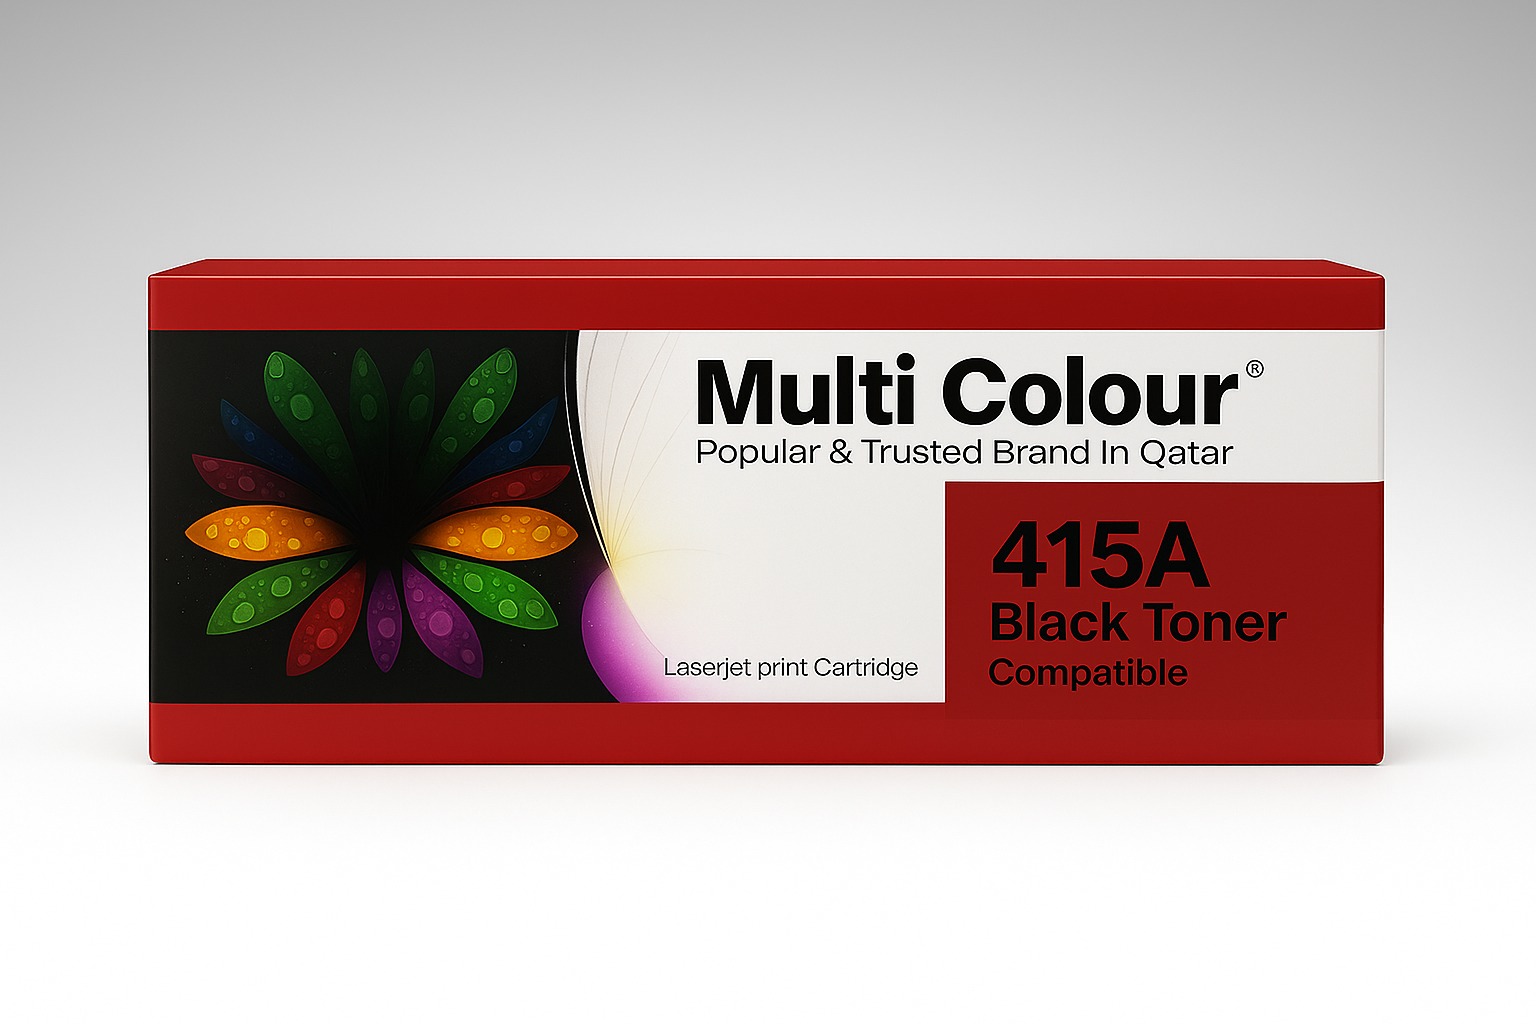 Multi Colour®
Popular & Trusted Brand In Qatar
415A
Black Toner
Compatible
Laserjet print Cartridge